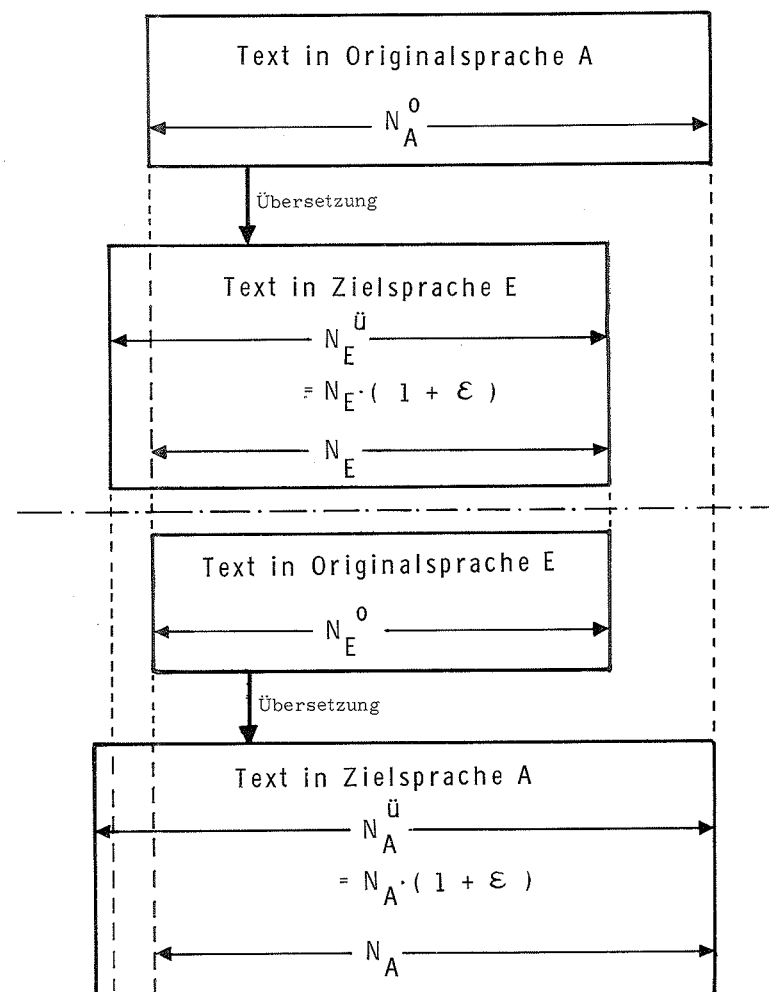 Text in Originalsprache A
N_A^o
Übersetzung
Text in Zielsprache E
N_E^ü
= N_E · ( 1 + ε )
N_E
Text in Originalsprache E
N_E^o
Übersetzung
Text in Zielsprache A
N_A^ü
= N_A · ( 1 + ε )
N_A